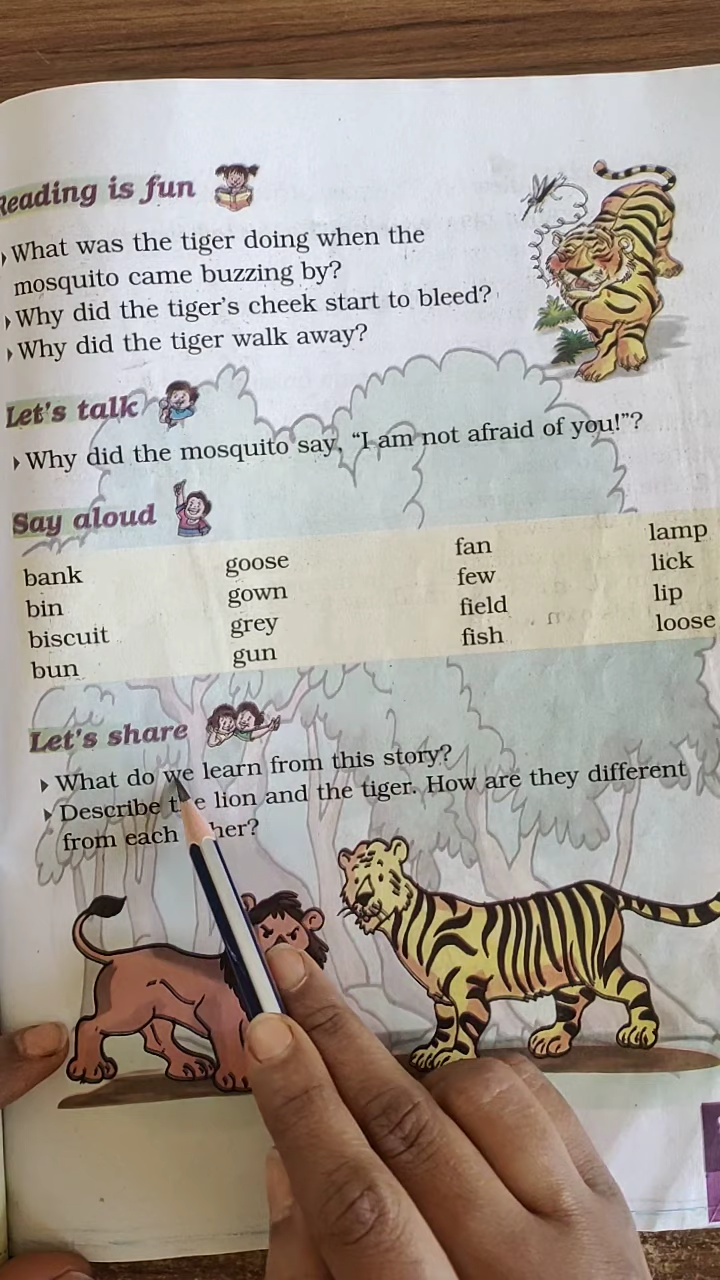 Reading is fun
What was the tiger doing when the
mosquito came buzzing by?
Why did the tiger's cheek start to bleed?
Why did the tiger walk away?
Let's talk
Why did the mosquito say, “I am not afraid of you!”?
Say aloud
bank goose fan lamp
bin gown few lick
biscuit grey field lip
bun gun fish loose
Let's share
What do we learn from this story?
Describe the lion and the tiger. How are they different
from each her?